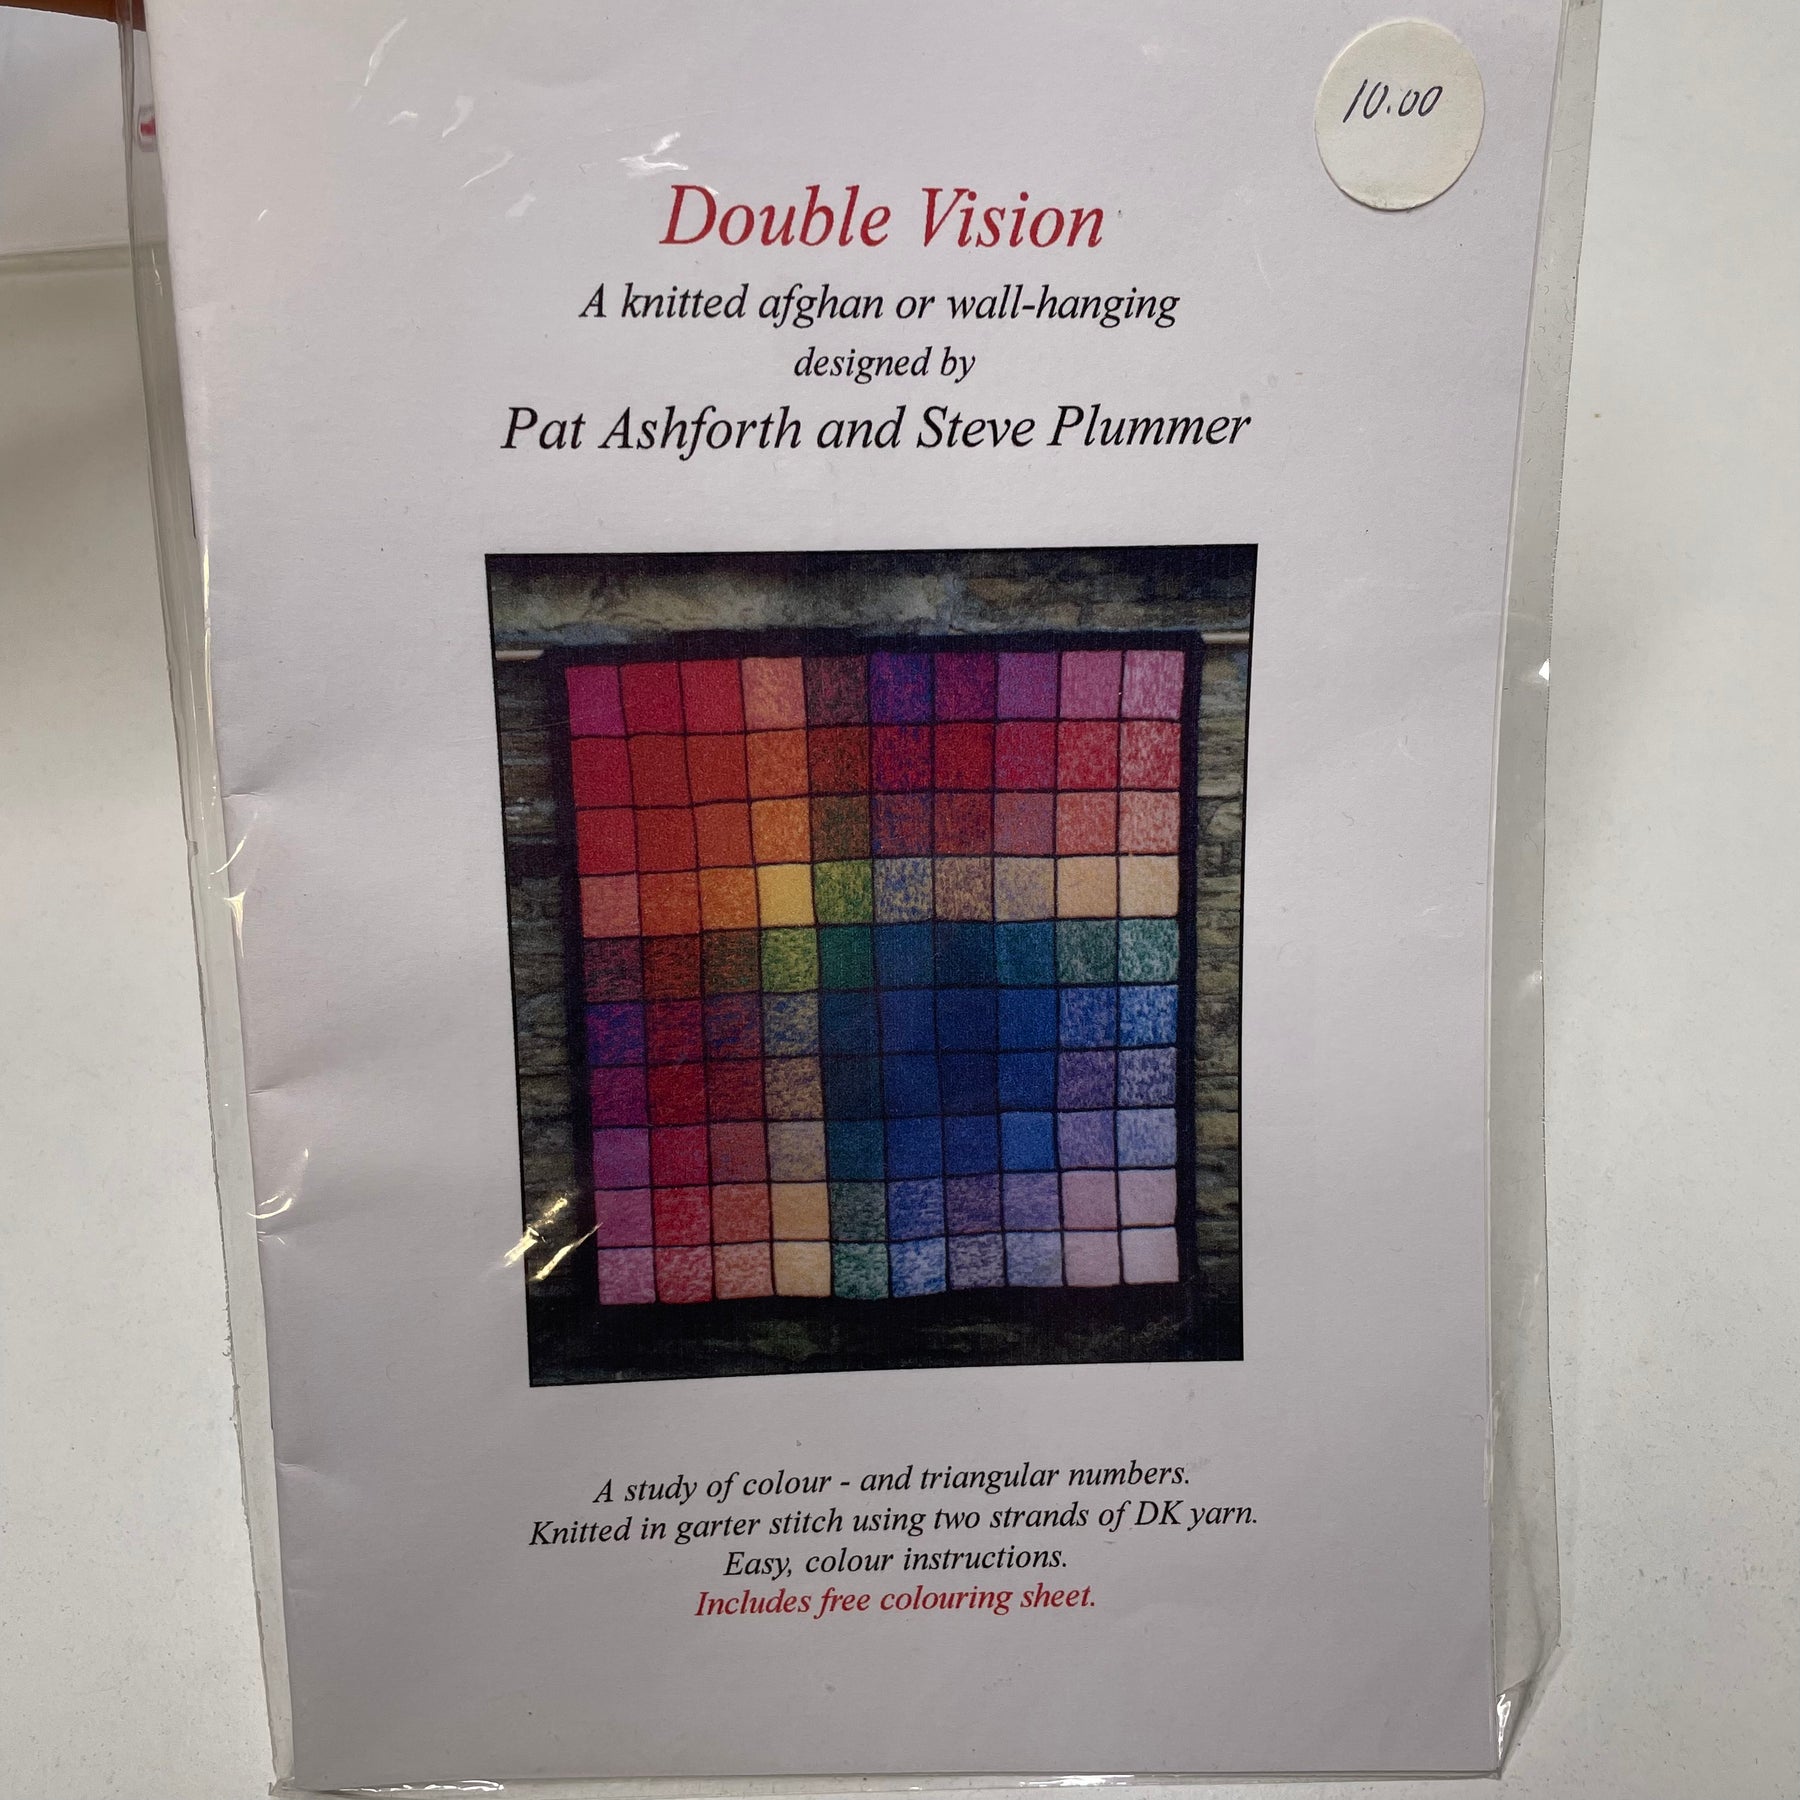 10.00
Double Vision
A knitted afghan or wall-hanging
designed by
Pat Ashforth and Steve Plummer
A study of colour - and triangular numbers.
Knitted in garter stitch using two strands of DK yarn.
Easy, colour instructions.
Includes free colouring sheet.